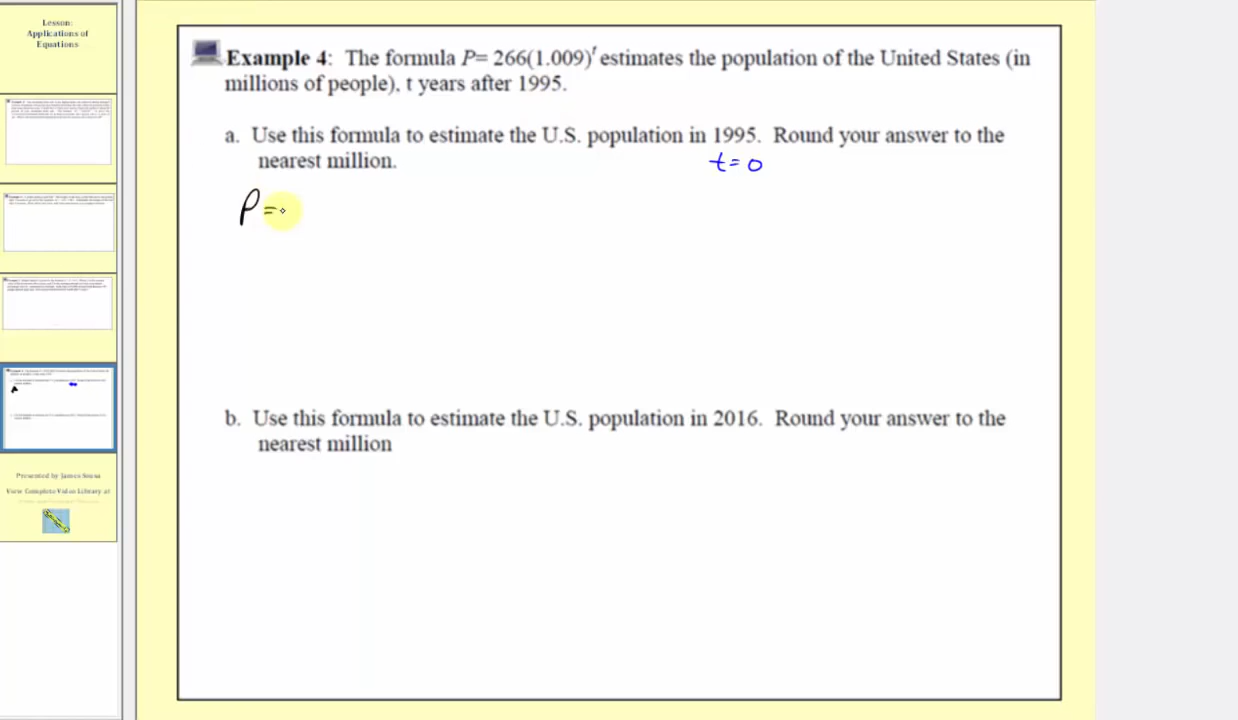 Lesson:
Applications of
Equations
Presented by James Sousa
View Complete Video Library at
Example 4: The formula P= 266(1.009)^t estimates the population of the United States (in
millions of people), t years after 1995.
a. Use this formula to estimate the U.S. population in 1995. Round your answer to the
nearest million.
t = 0
P =
b. Use this formula to estimate the U.S. population in 2016. Round your answer to the
nearest million